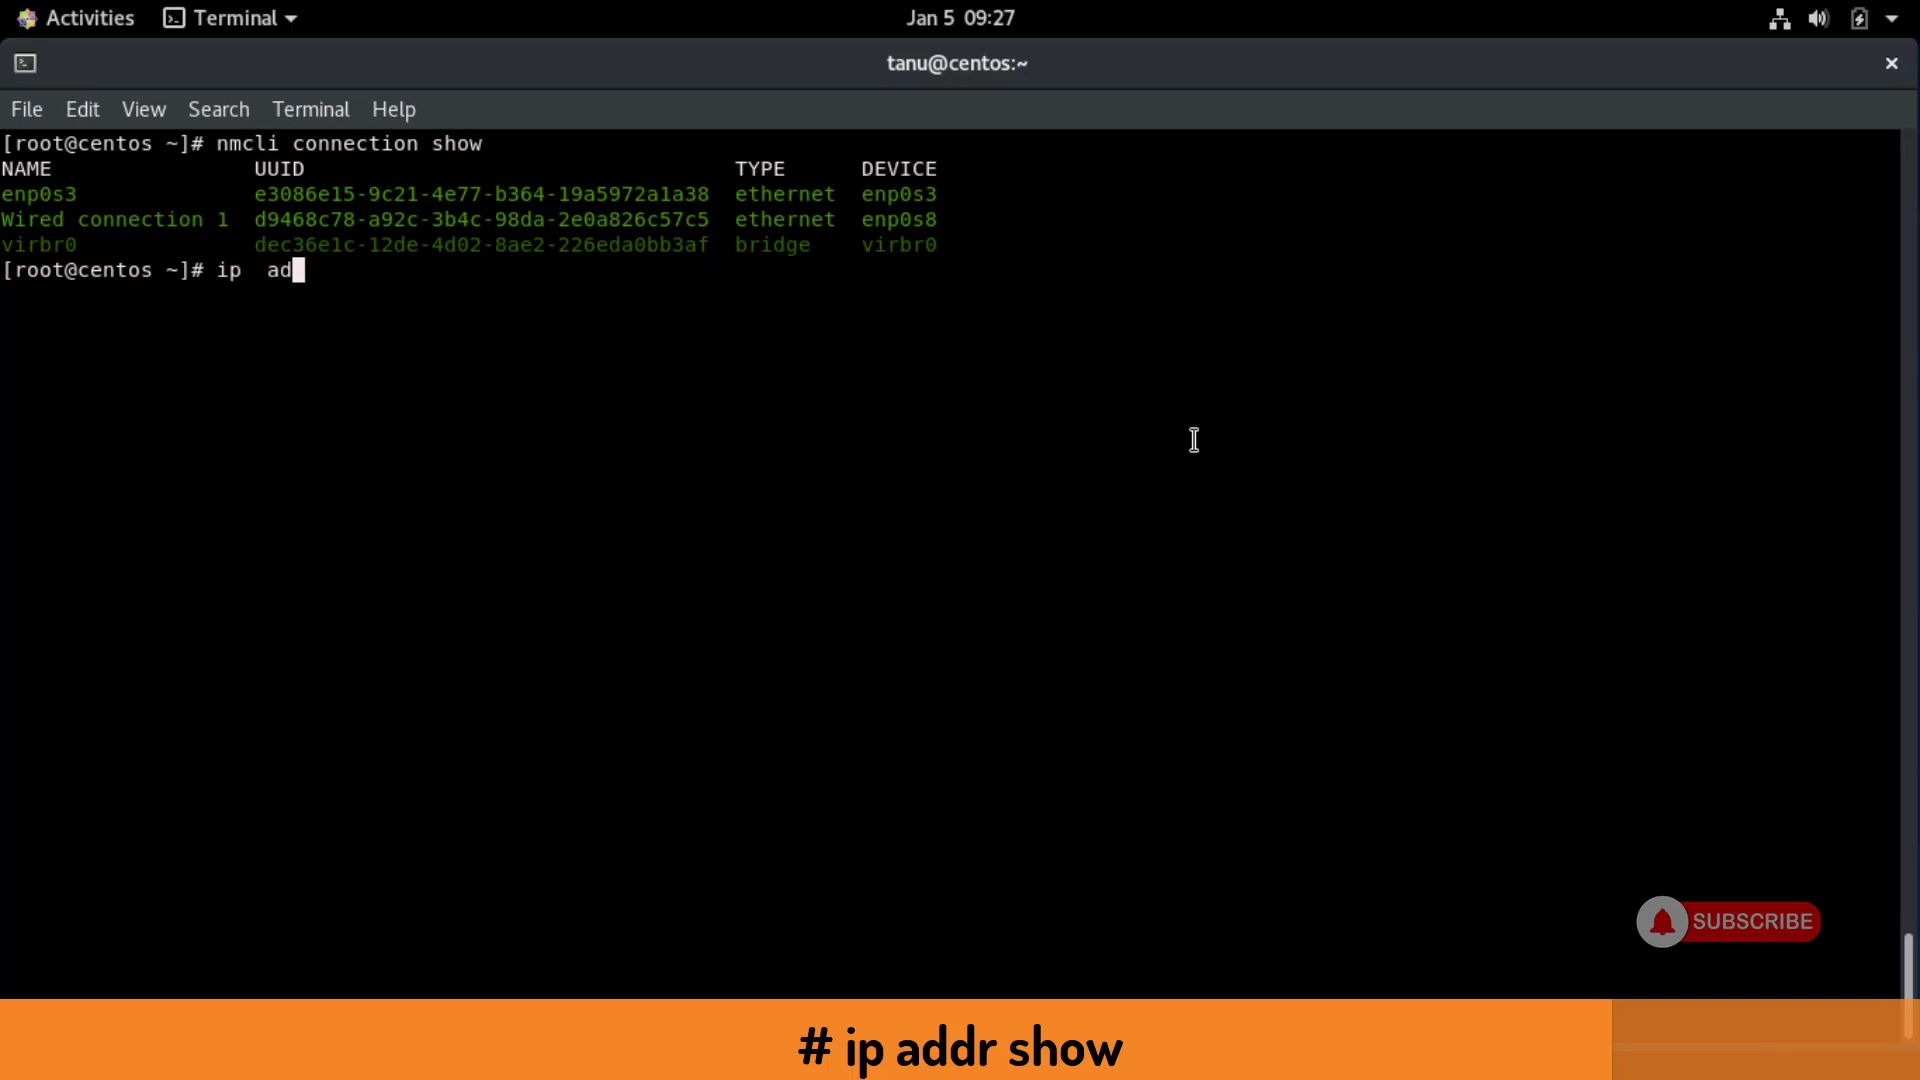 Activities Terminal Jan 5 09:27
tanu@centos:~ ×
File Edit View Search Terminal Help
[root@centos ~]# nmcli connection show
NAME UUID TYPE DEVICE
enp0s3 e3086e15-9c21-4e77-b364-19a5972a1a38 ethernet enp0s3
Wired connection 1 d9468c78-a92c-3b4c-98da-2e0a826c57c5 ethernet enp0s8
virbr0 dec36e1c-12de-4d02-8ae2-226eda0bb3af bridge virbr0
[root@centos ~]# ip  ad
SUBSCRIBE
# ip addr show